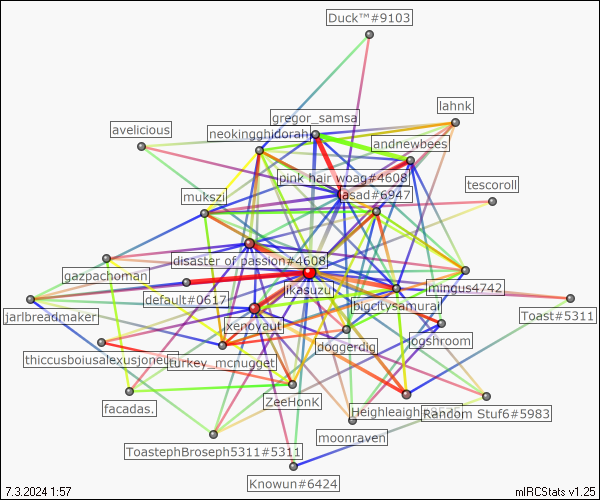 Duck™#9103
lahnk
gregor_samsa
avelicious
neokingghidorah
andnewbees
pink hair woag#4608
tescoroll
asad#6947
mukszi
disaster of passion#4608
gazpachoman
mingus4742
ikasuzu
default#0617
bigcitysamurai
jarlbreadmaker
Toast#5311
xenoyaut
logshroom
doggerdig
thiccusboiusalexusjones
turkey_mcnugget
ZeeHonK
facadas.
Heighleaigh
Random Stuf6#5983
moonraven
ToastephBroseph5311#5311
Knowun#6424
7.3.2024 1:57
mIRCStats v1.25